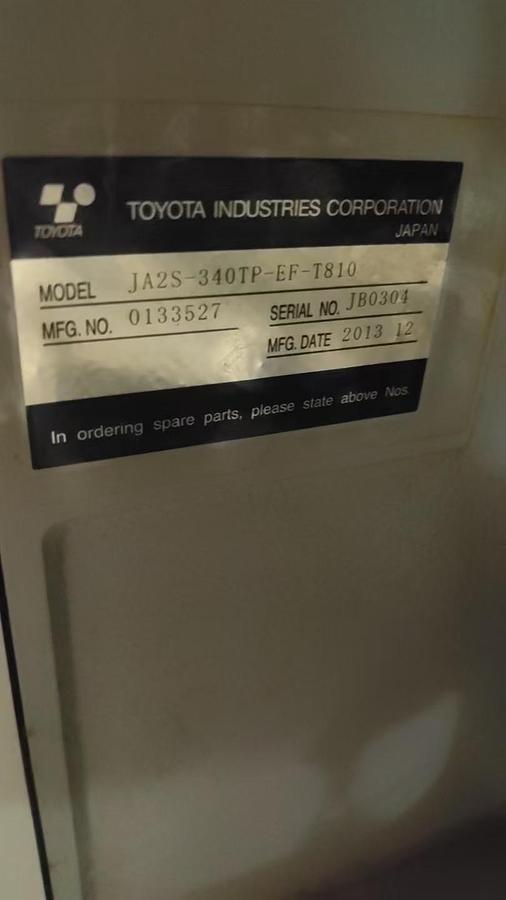 TOYOTA
TOYOTA INDUSTRIES CORPORATION
JAPAN
MODEL JA2S-340TP-EF-T810
MFG. NO. 0133527
SERIAL NO. JB0304
MFG. DATE 2013 12
In ordering spare parts, please state above Nos.